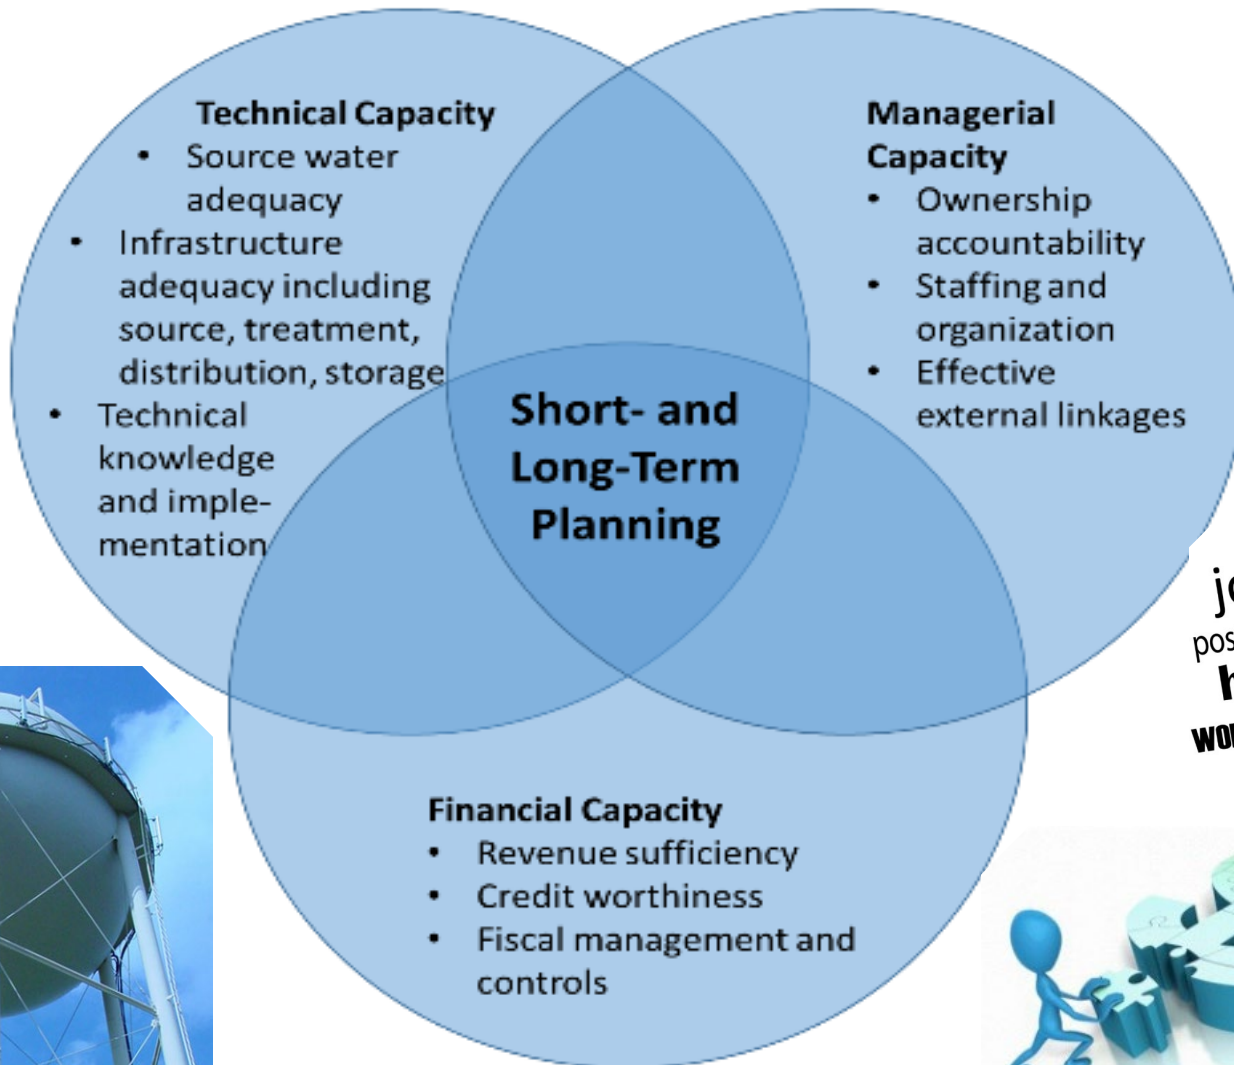 Technical Capacity
• Source water
adequacy
• Infrastructure
adequacy including
source, treatment,
distribution, storage
• Technical
knowledge
and imple-
mentation
Managerial
Capacity
• Ownership
accountability
• Staffing and
organization
• Effective
external linkages
Short- and
Long-Term
Planning
Financial Capacity
• Revenue sufficiency
• Credit worthiness
• Fiscal management and
controls